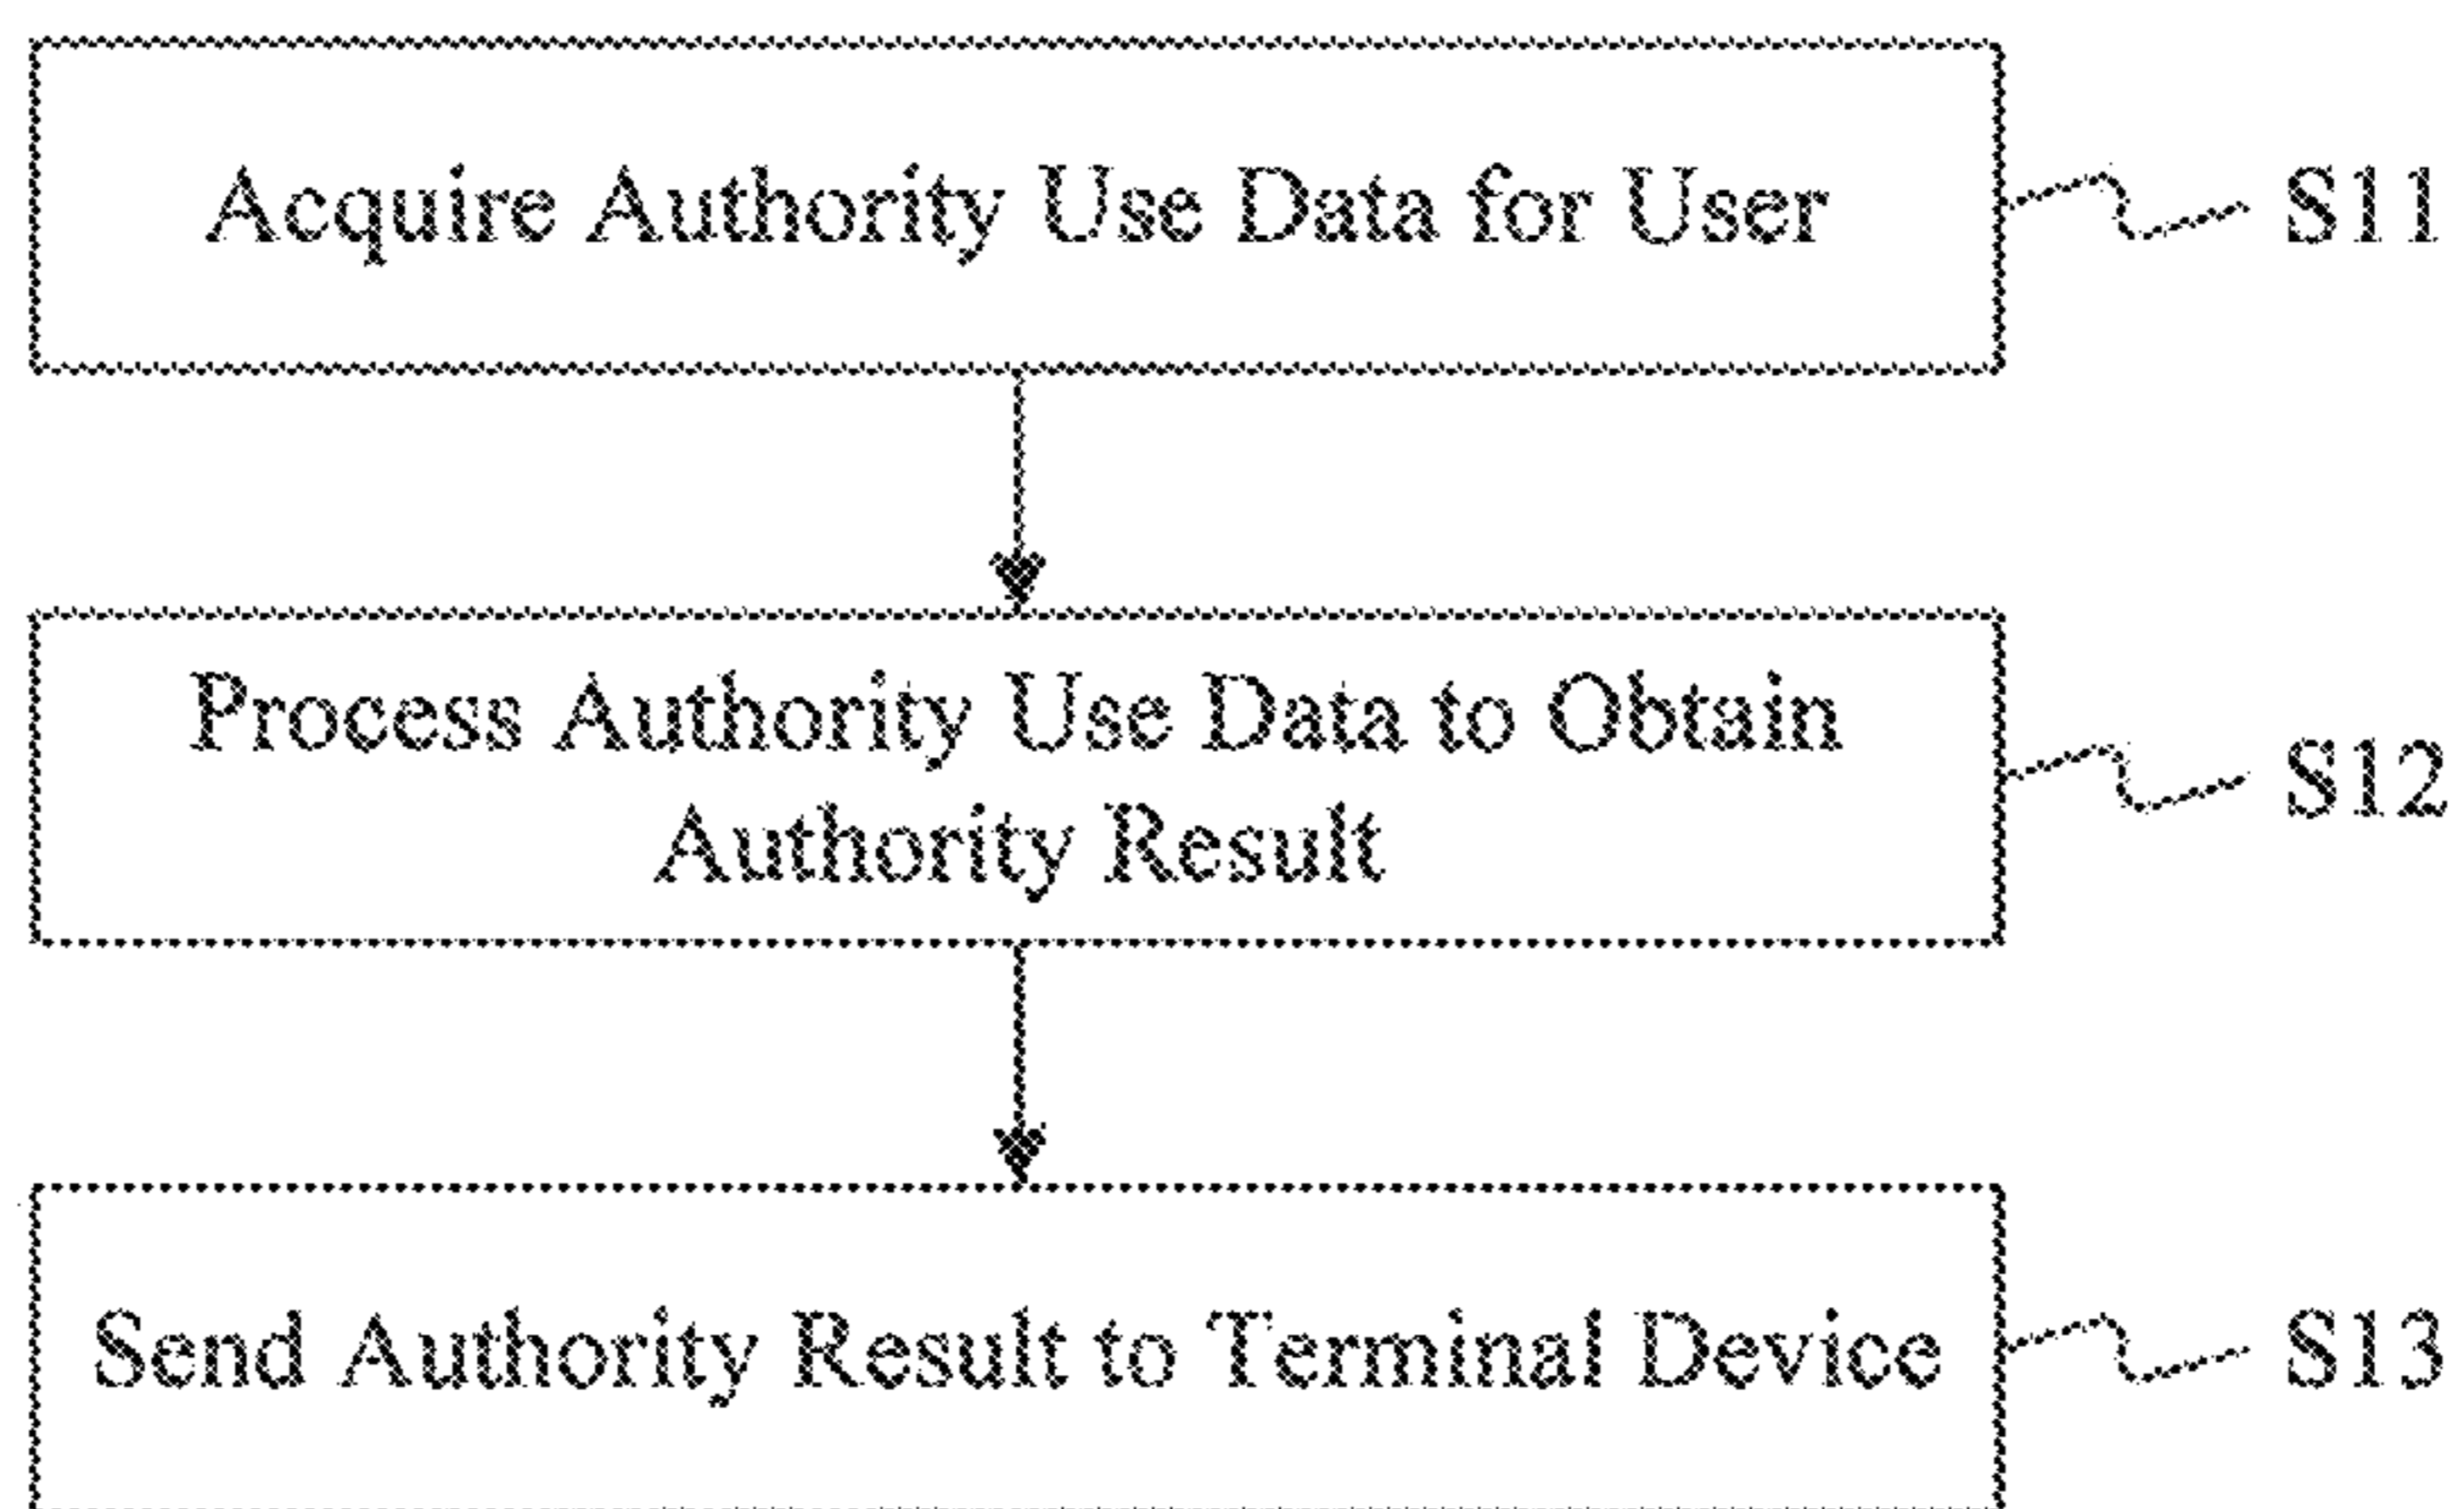 Acquire Authority Use Data for User
S11
Process Authority Use Data to Obtain
Authority Result
S12
Send Authority Result to Terminal Device
S13